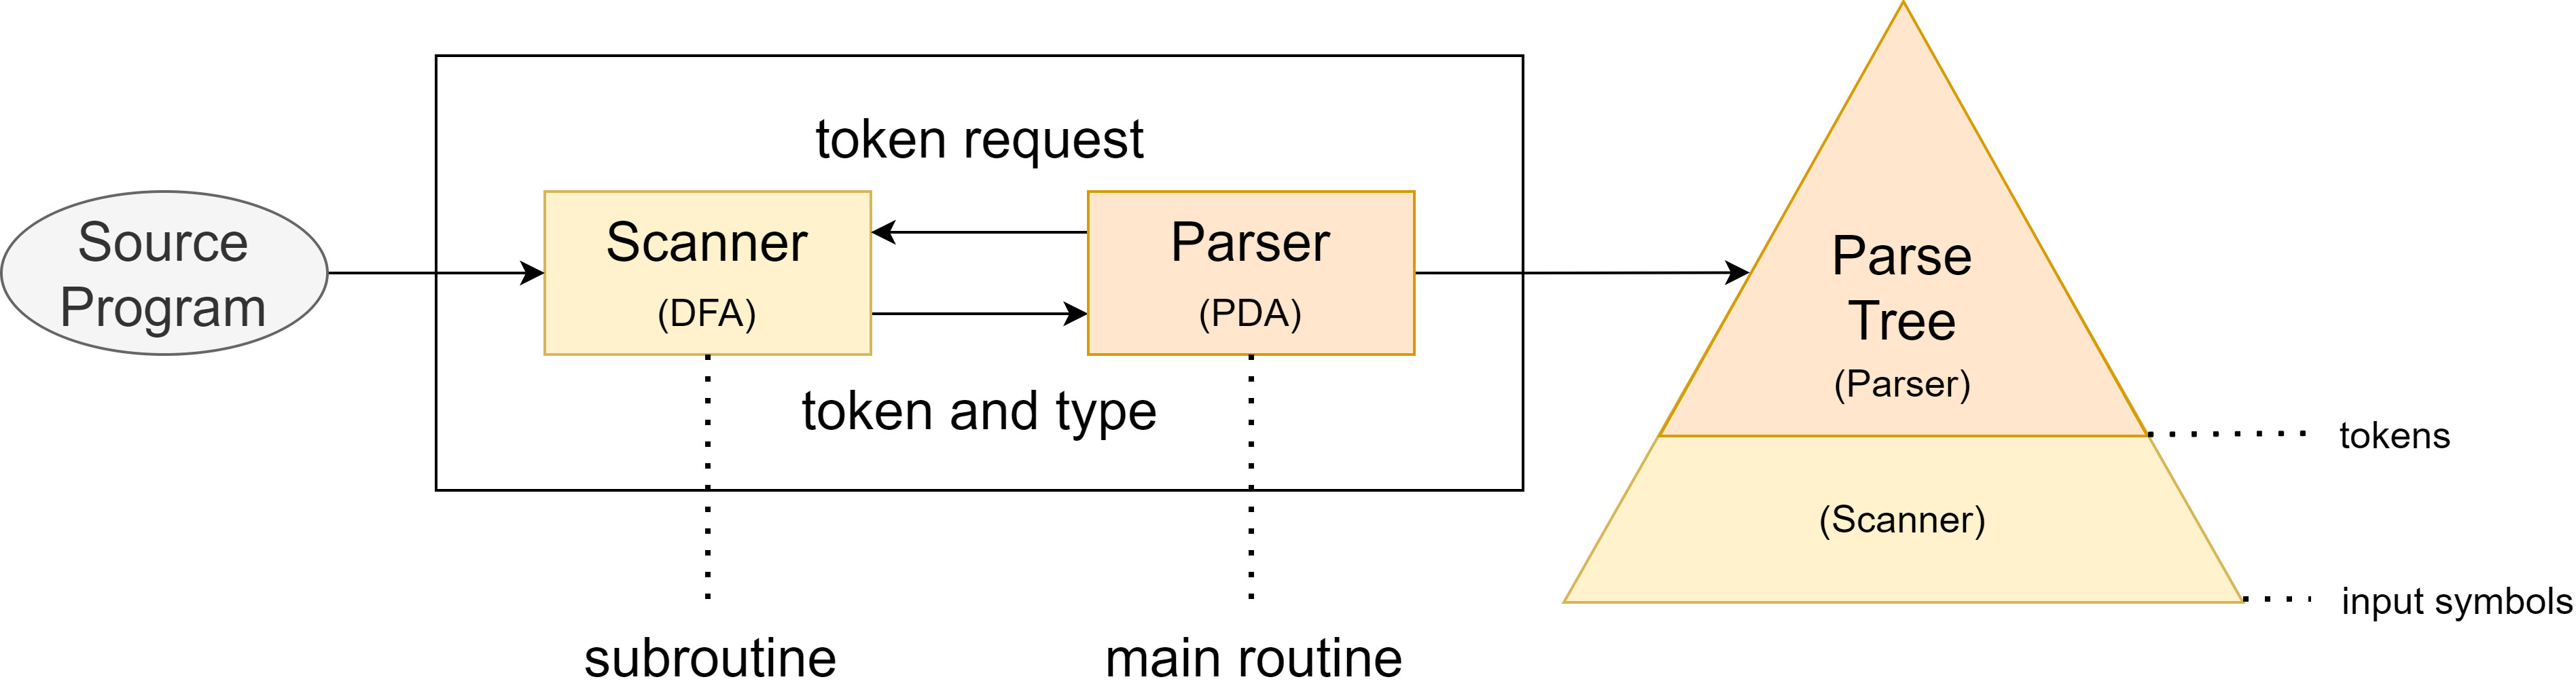 Source
Program
token request
Scanner
(DFA)
Parser
(PDA)
token and type
subroutine
main routine
Parse
Tree
(Parser)
tokens
(Scanner)
input symbols